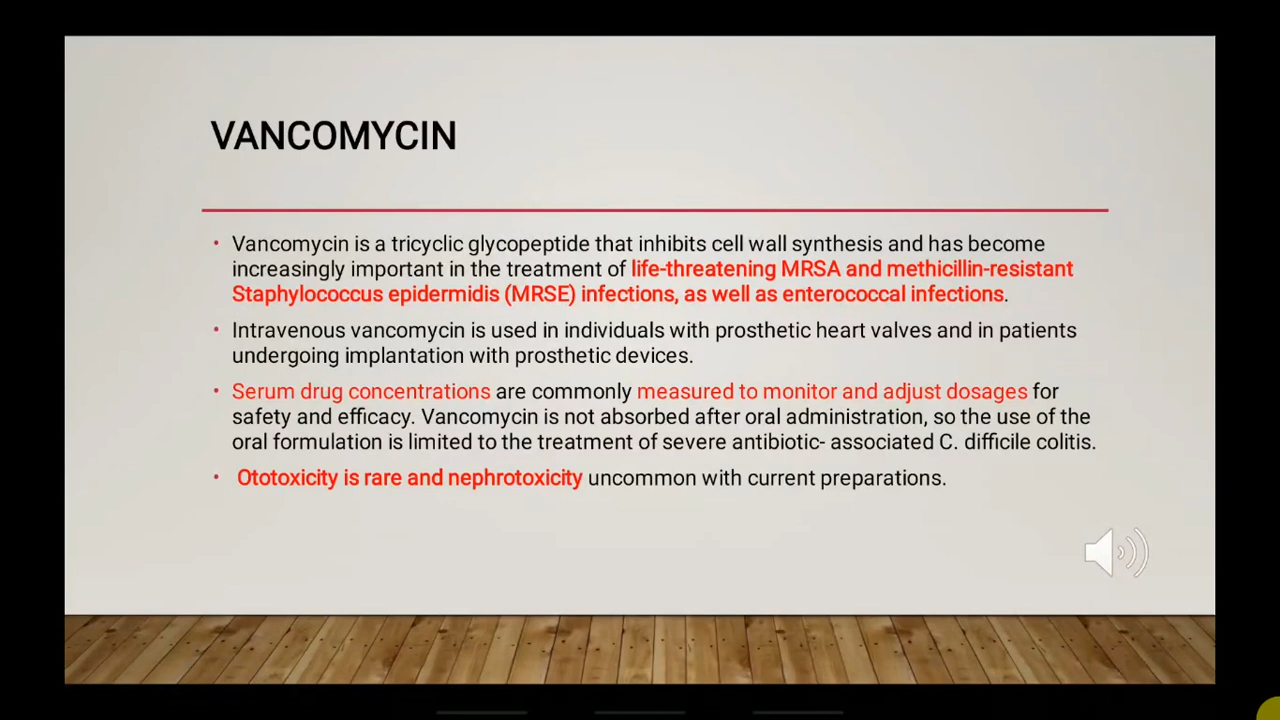 VANCOMYCIN
• Vancomycin is a tricyclic glycopeptide that inhibits cell wall synthesis and has become
increasingly important in the treatment of life-threatening MRSA and methicillin-resistant
Staphylococcus epidermidis (MRSE) infections, as well as enterococcal infections.
• Intravenous vancomycin is used in individuals with prosthetic heart valves and in patients
undergoing implantation with prosthetic devices.
• Serum drug concentrations are commonly measured to monitor and adjust dosages for
safety and efficacy. Vancomycin is not absorbed after oral administration, so the use of the
oral formulation is limited to the treatment of severe antibiotic- associated C. difficile colitis.
• Ototoxicity is rare and nephrotoxicity uncommon with current preparations.